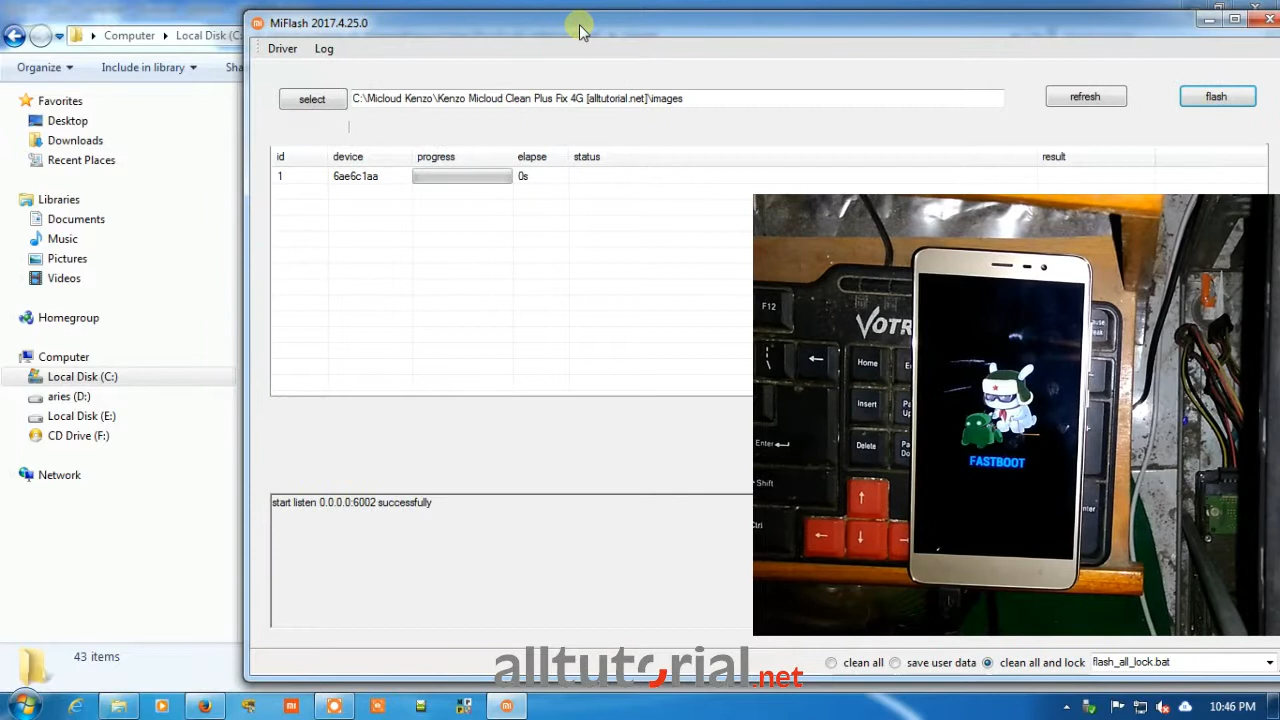 MiFlash 2017.4.25.0
Computer
Local Disk (C:
Driver
Log
Organize
Include in library
Sha
select
C:\Micloud Kenzo\Kenzo Micloud Clean Plus Fix 4G [alltutorial.net]\images
refresh
flash
Favorites
Desktop
Downloads
Recent Places
Libraries
Documents
Music
Pictures
Videos
Homegroup
Computer
Local Disk (C:)
aries (D:)
Local Disk (E:)
CD Drive (F:)
Network
43 items
id device progress elapse status result
1 6ae6c1aa 0s
start listen 0.0.0.0:6002 successfully
F12
VOTR
Home
Insert
Delete
Enter
Shift
Ctrl
Pause
Break
FASTBOOT
alltutorial.net
clean all
save user data
clean all and lock
flash_all_lock.bat
10:46 PM